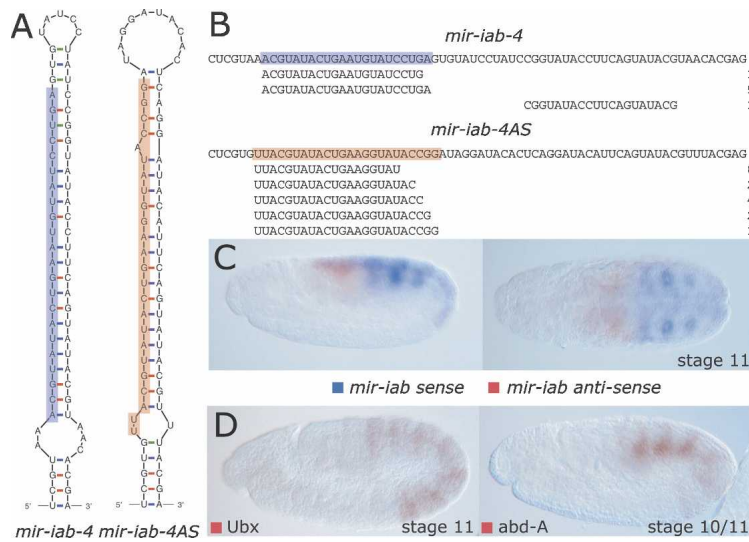 A
B
mir-iab-4
CUCGUAAACGUAUACUGAAUGUAUCCUGAGUGUAUCCUAUCCGGUAUACCUUCAGUAUACGUAACACGAG
ACGUAUACUGAAUGUAUCCUG
ACGUAUACUGAAUGUAUCCUGA
CGGUAUACCUUCAGUAUACG
mir-iab-4AS
CUCGUGUUACGUAUACUGAAGGUAUACCGGAUAGGAUACACUCAGGAUACAUUCAGUAUACGUUUACGAG
UUACGUAUACUGAAGGUAU
UUACGUAUACUGAAGGUAUAC
UUACGUAUACUGAAGGUAUACC
UUACGUAUACUGAAGGUAUACCG
UUACGUAUACUGAAGGUAUACCGG
C
stage 11
mir-iab sense mir-iab anti-sense
D
Ubx stage 11
abd-A stage 10/11
5' 3' 5' 3'
mir-iab-4 mir-iab-4AS